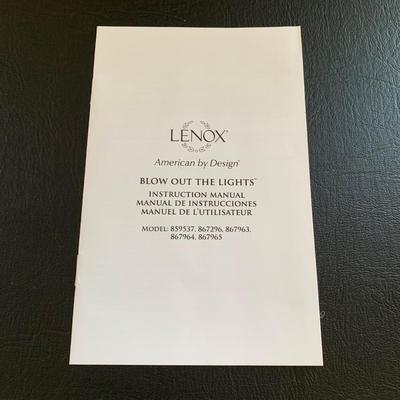 LENOX®
American by Design®
BLOW OUT THE LIGHTS™
INSTRUCTION MANUAL
MANUAL DE INSTRUCCIONES
MANUEL DE L'UTILISATEUR
MODEL: 859537, 867296, 867963,
867964, 867965